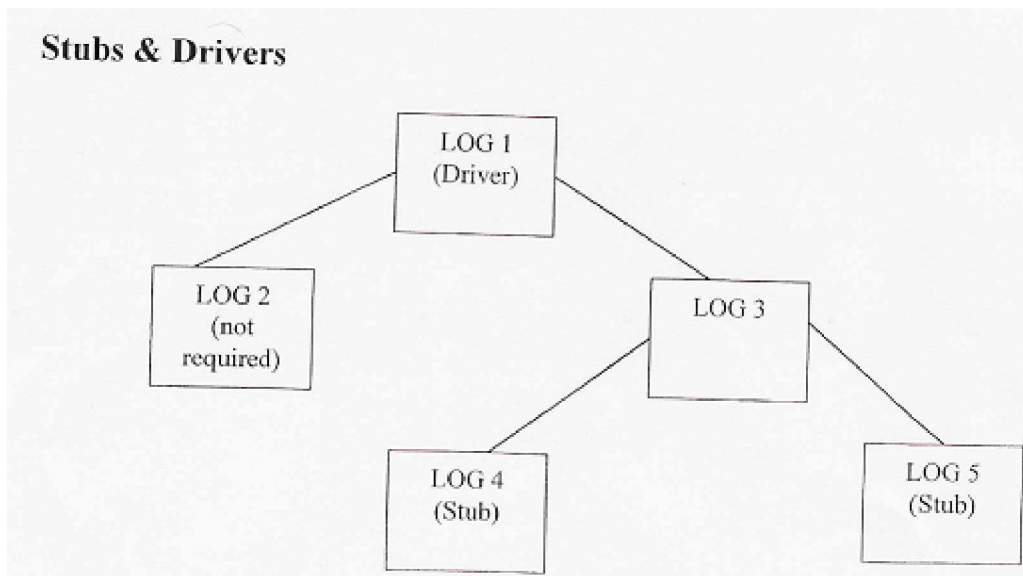 Stubs & Drivers
LOG 1
(Driver)
LOG 2
(not
required)
LOG 3
LOG 4
(Stub)
LOG 5
(Stub)